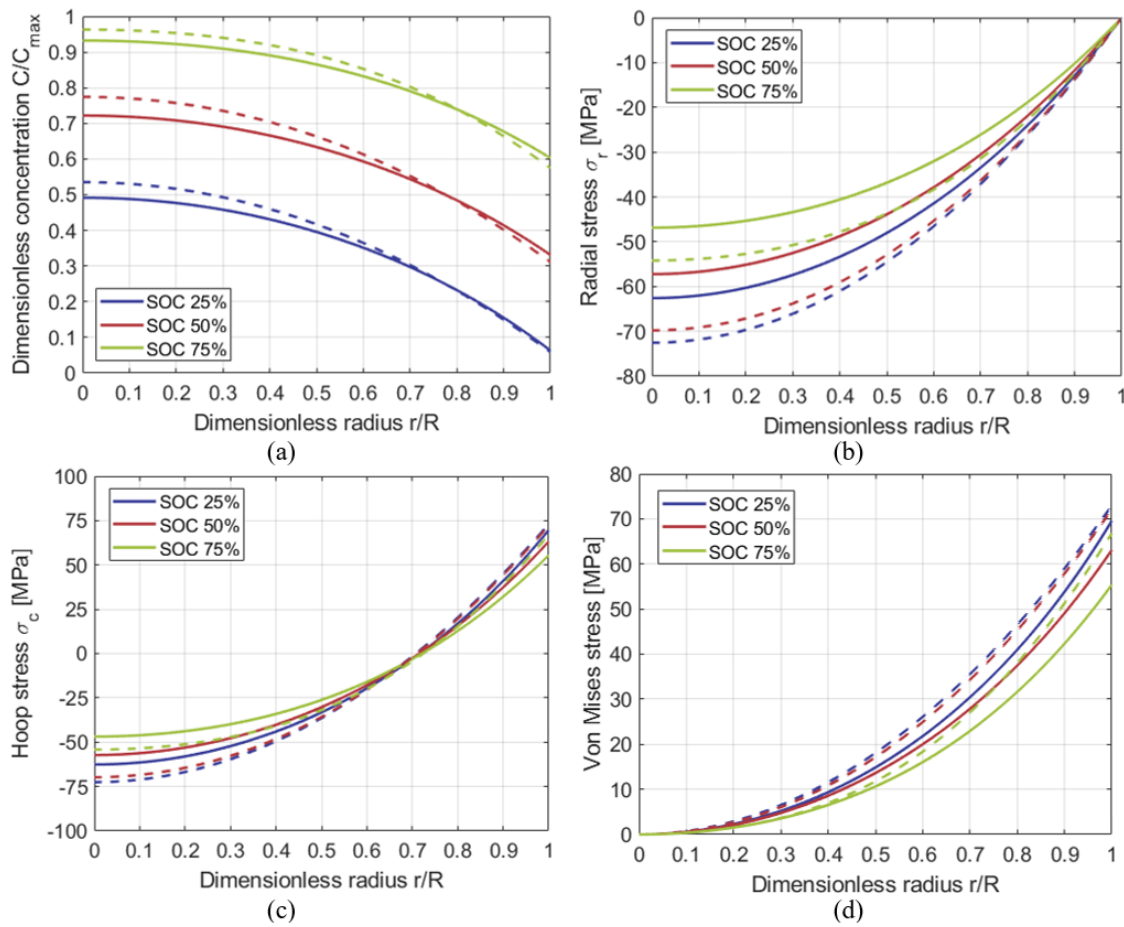 Dimensionless concentration C/C_max
1
0.9
0.8
0.7
0.6
0.5
0.4
0.3
0.2
0.1
0
SOC 25%
SOC 50%
SOC 75%
0 0.1 0.2 0.3 0.4 0.5 0.6 0.7 0.8 0.9 1
Dimensionless radius r/R
(a)
Radial stress σ_r [MPa]
0
-10
-20
-30
-40
-50
-60
-70
-80
SOC 25%
SOC 50%
SOC 75%
0 0.1 0.2 0.3 0.4 0.5 0.6 0.7 0.8 0.9 1
Dimensionless radius r/R
(b)
Hoop stress σ_c [MPa]
100
75
50
25
0
-25
-50
-75
-100
SOC 25%
SOC 50%
SOC 75%
0 0.1 0.2 0.3 0.4 0.5 0.6 0.7 0.8 0.9 1
Dimensionless radius r/R
(c)
Von Mises stress [MPa]
80
70
60
50
40
30
20
10
0
SOC 25%
SOC 50%
SOC 75%
0 0.1 0.2 0.3 0.4 0.5 0.6 0.7 0.8 0.9 1
Dimensionless radius r/R
(d)